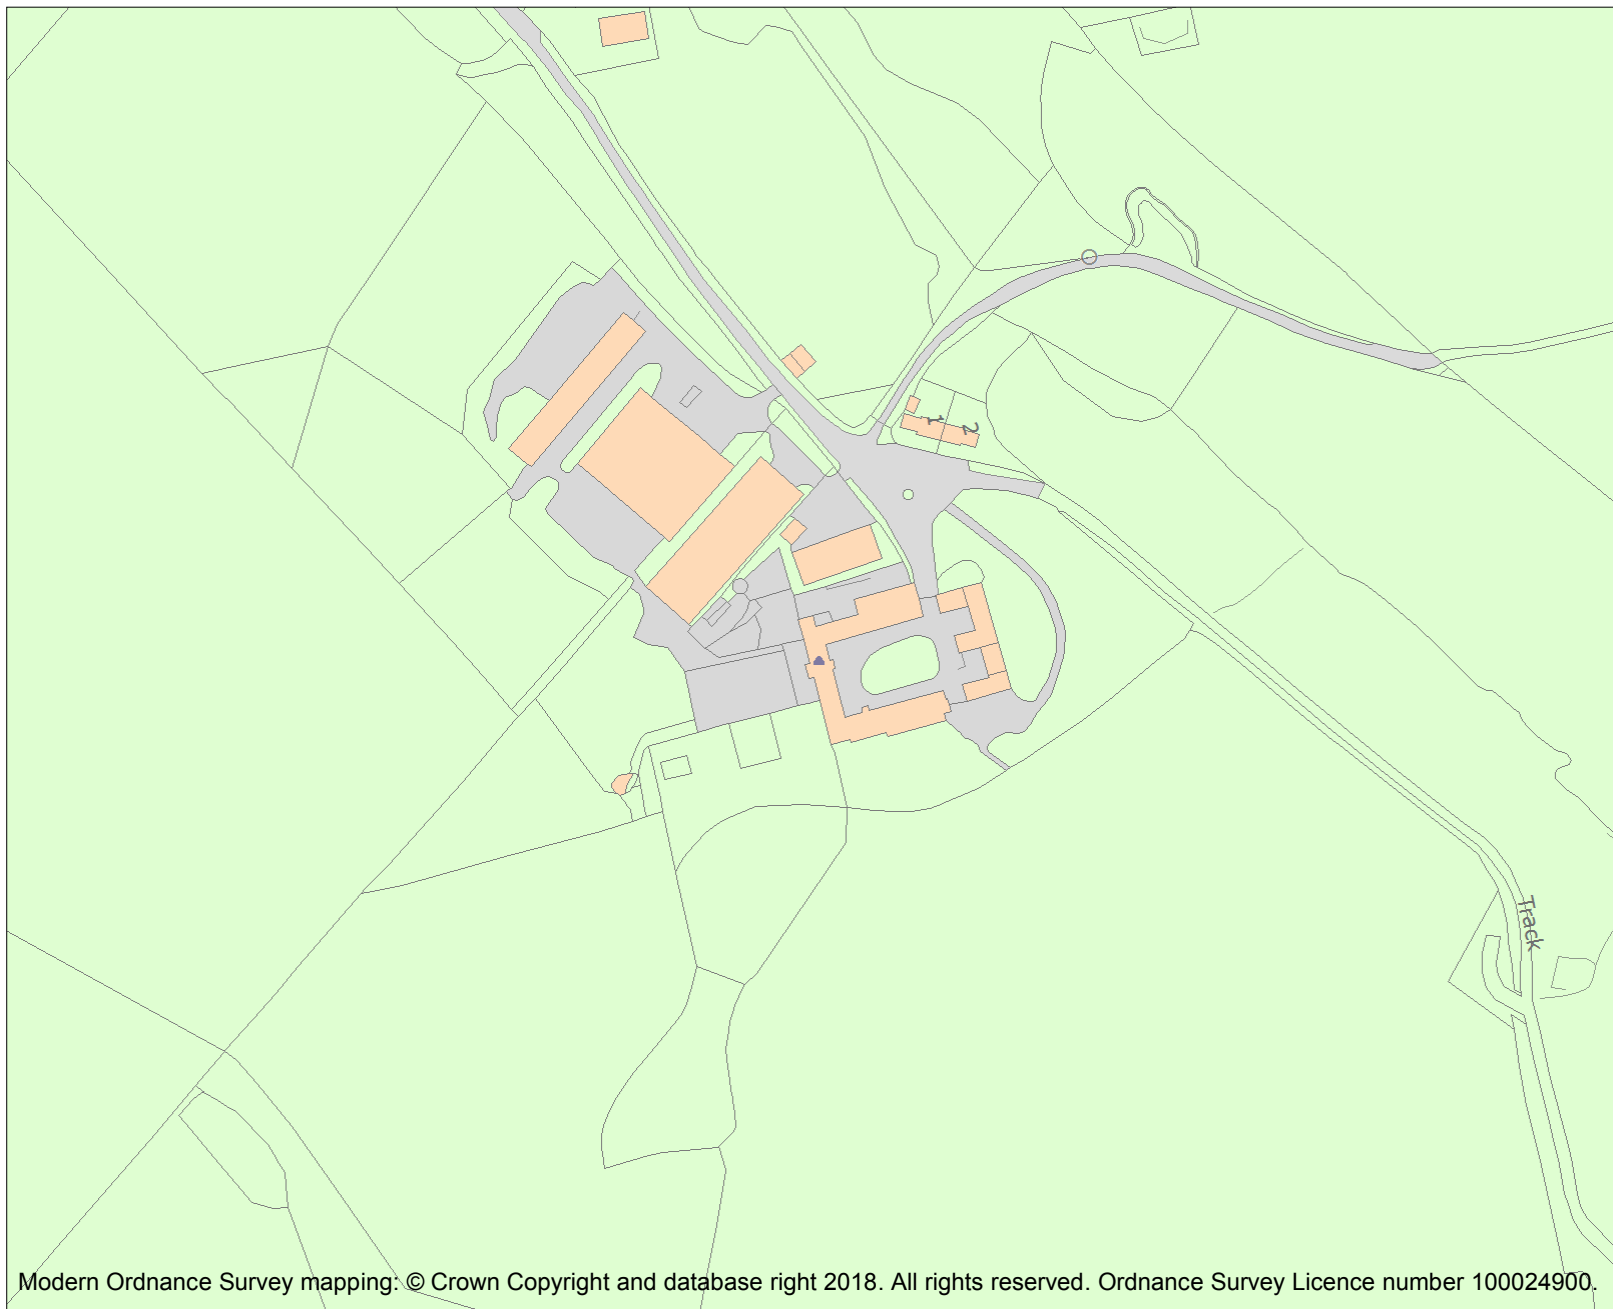 1
2
Track
Modern Ordnance Survey mapping: © Crown Copyright and database right 2018. All rights reserved. Ordnance Survey Licence number 100024900.